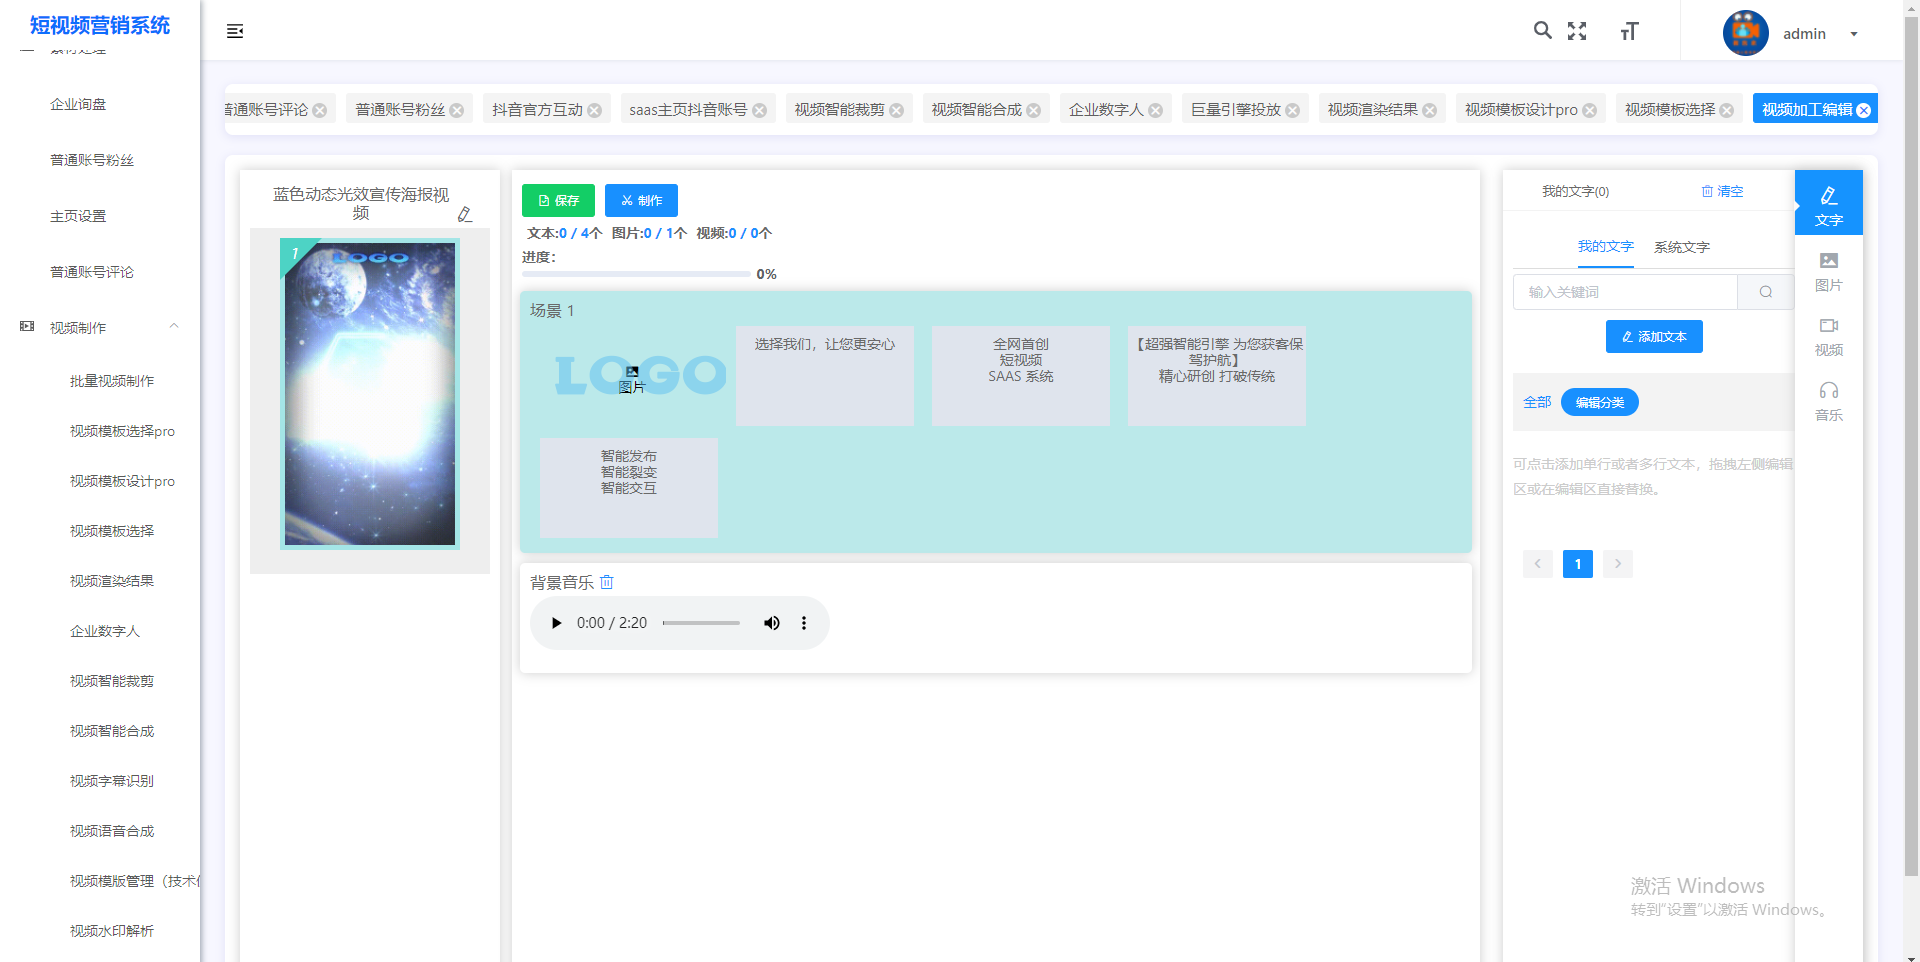 短视频营销系统
admin
企业询盘
普通账号粉丝
主页设置
普通账号评论
视频制作
批量视频制作
视频模板选择pro
视频模板设计pro
视频模板选择
视频渲染结果
企业数字人
视频智能裁剪
视频智能合成
视频字幕识别
视频语音合成
视频模版管理（技术
视频水印解析
普通账号评论
普通账号粉丝
抖音官方互动
saas主页抖音账号
视频智能裁剪
视频智能合成
企业数字人
巨量引擎投放
视频渲染结果
视频模板设计pro
视频模板选择
视频加工编辑
蓝色动态光效宣传海报视
频
1
LOGO
保存
制作
文本:0 / 4个 图片:0 / 1个 视频:0 / 0个
进度：
0%
场景 1
LOGO
图片
选择我们，让您更安心
全网首创
短视频
SAAS 系统
【超强智能引擎 为您获客保
驾护航】
精心研创 打破传统
智能发布
智能裂变
智能交互
背景音乐
0:00 / 2:20
我的文字(0)
清空
我的文字
系统文字
输入关键词
添加文本
全部
编辑分类
可点击添加单行或者多行文本，拖拽左侧编辑
区或在编辑区直接替换。
1
文字
图片
视频
音乐
激活 Windows
转到“设置”以激活 Windows。